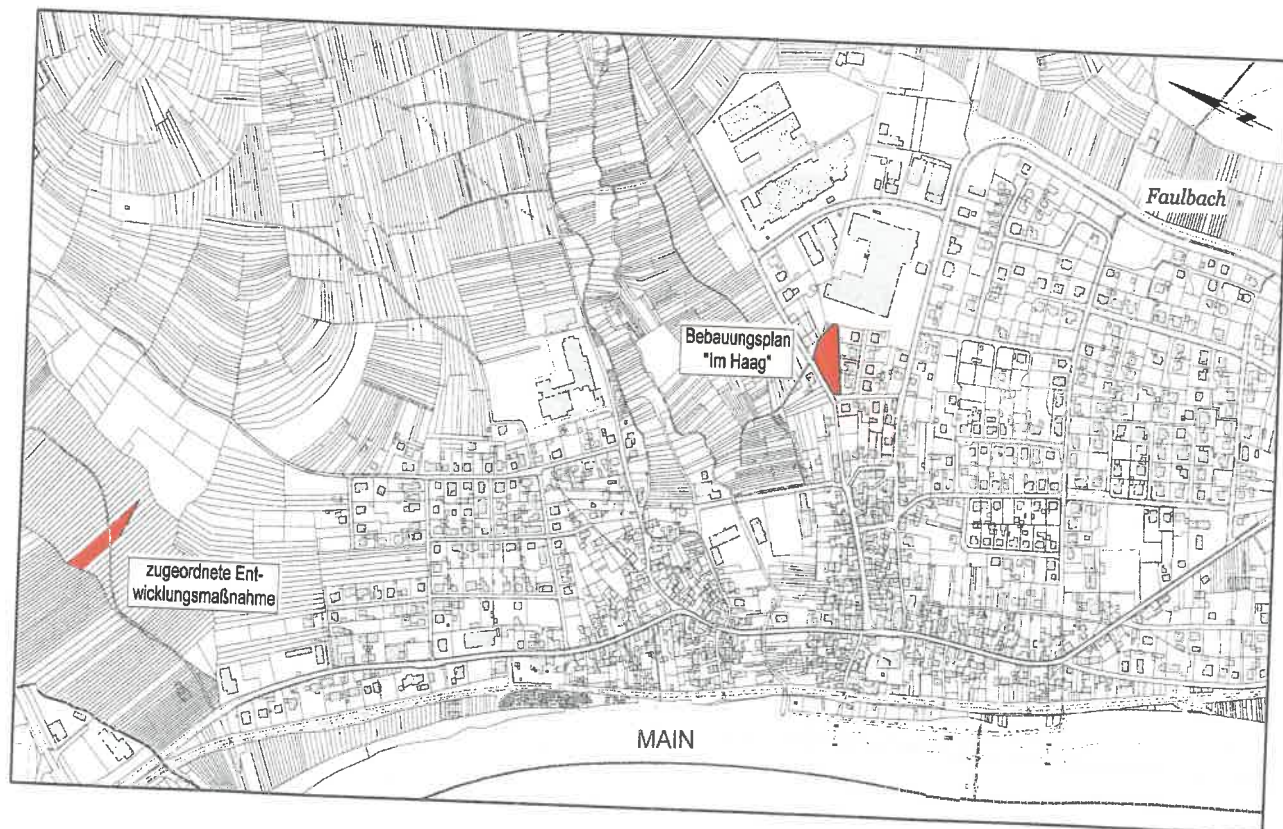 Faulbach
Bebauungsplan
"Im Haag"
zugeordnete Ent-
wicklungsmaßnahme
MAIN